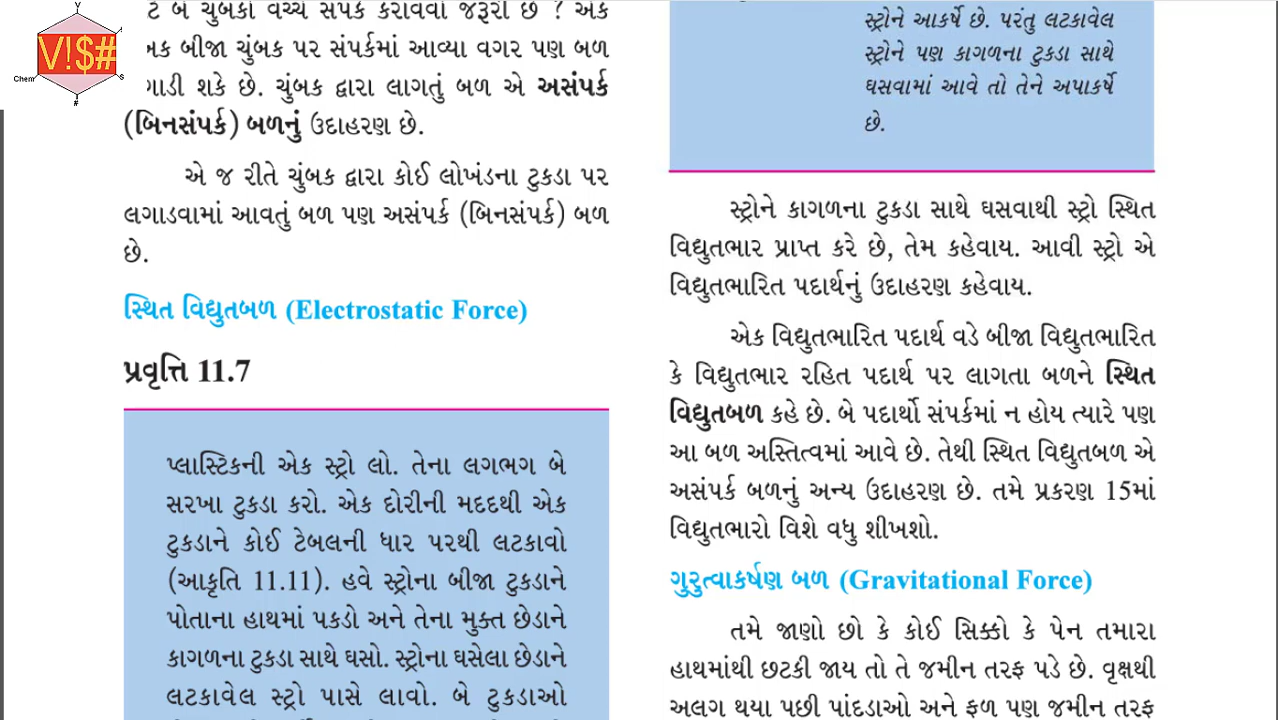 Y
V!$#
Chem
S
#
બે ચુંબકો વચ્ચે સંપર્ક કરાવવો જરૂરી છે ? એક
બીજા ચુંબક પર સંપર્કમાં આવ્યા વગર પણ બળ
શકે છે. ચુંબક દ્વારા લાગતું બળ એ અસંપર્ક
(બિનસંપર્ક) બળનું ઉદાહરણ છે.
એ જ રીતે ચુંબક દ્વારા કોઈ લોખંડના ટુકડા પર
લગાડવામાં આવતું બળ પણ અસંપર્ક (બિનસંપર્ક) બળ
છે.
સ્થિત વિદ્યુતબળ (Electrostatic Force)
પ્રવૃત્તિ 11.7
પ્લાસ્ટિકની એક સ્ટ્રો લો. તેના લગભગ બે
સરખા ટુકડા કરો. એક દોરીની મદદથી એક
ટુકડાને કોઈ ટેબલની ધાર પરથી લટકાવો
(આકૃતિ 11.11). હવે સ્ટ્રોના બીજા ટુકડાને
પોતાના હાથમાં પકડો અને તેના મુક્ત છેડાને
કાગળના ટુકડા સાથે ઘસો. સ્ટ્રોના ઘસેલા છેડાને
લટકાવેલ સ્ટ્રો પાસે લાવો. બે ટુકડાઓ
સ્ટ્રોને આકર્ષે છે. પરંતુ લટકાવેલ
સ્ટ્રોને પણ કાગળના ટુકડા સાથે
ઘસવામાં આવે તો તેને અપાકર્ષે
છે.
સ્ટ્રોને કાગળના ટુકડા સાથે ઘસવાથી સ્ટ્રો સ્થિત
વિદ્યુતભાર પ્રાપ્ત કરે છે, તેમ કહેવાય. આવી સ્ટ્રો એ
વિદ્યુતભારિત પદાર્થનું ઉદાહરણ કહેવાય.
એક વિદ્યુતભારિત પદાર્થ વડે બીજા વિદ્યુતભારિત
કે વિદ્યુતભાર રહિત પદાર્થ પર લાગતા બળને સ્થિત
વિદ્યુતબળ કહે છે. બે પદાર્થો સંપર્કમાં ન હોય ત્યારે પણ
આ બળ અસ્તિત્વમાં આવે છે. તેથી સ્થિત વિદ્યુતબળ એ
અસંપર્ક બળનું અન્ય ઉદાહરણ છે. તમે પ્રકરણ 15માં
વિદ્યુતભારો વિશે વધુ શીખશો.
ગુરુત્વાકર્ષણ બળ (Gravitational Force)
તમે જાણો છો કે કોઈ સિક્કો કે પેન તમારા
હાથમાંથી છટકી જાય તો તે જમીન તરફ પડે છે. વૃક્ષથી
અલગ થયા પછી પાંદડાઓ અને ફળ પણ જમીન તરફ